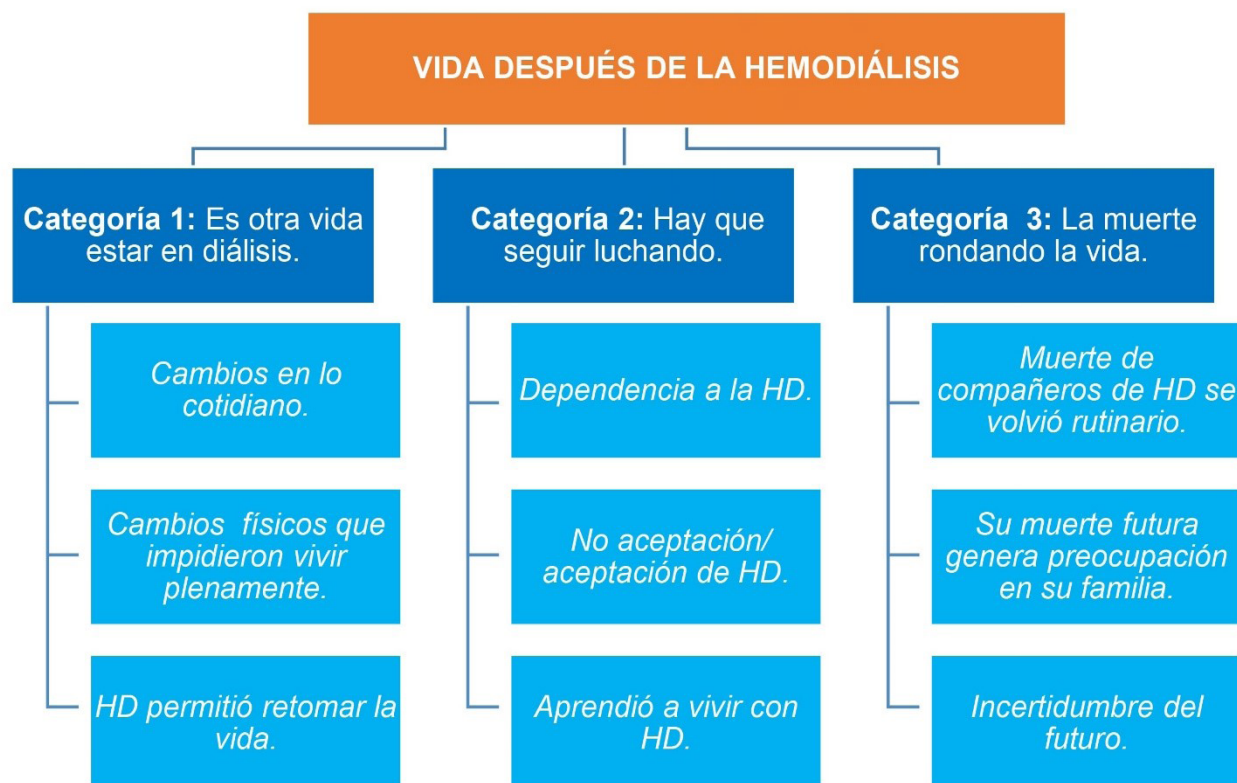 VIDA DESPUÉS DE LA HEMODIÁLISIS
Categoría 1: Es otra vida
estar en diálisis.
Cambios en lo
cotidiano.
Cambios físicos que
impidieron vivir
plenamente.
HD permitió retomar la
vida.
Categoría 2: Hay que
seguir luchando.
Dependencia a la HD.
No aceptación/
aceptación de HD.
Aprendió a vivir con
HD.
Categoría 3: La muerte
rondando la vida.
Muerte de
compañeros de HD se
volvió rutinario.
Su muerte futura
genera preocupación
en su familia.
Incertidumbre del
futuro.